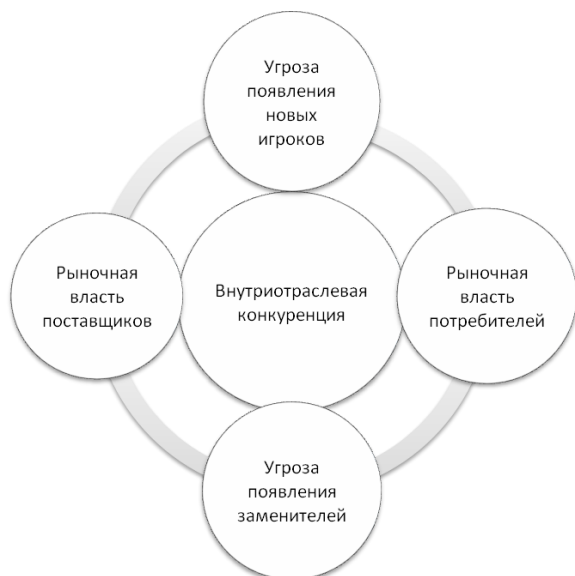 Угроза
появления
новых
игроков
Рыночная
власть
поставщиков
Внутриотраслевая
конкуренция
Рыночная
власть
потребителей
Угроза
появления
заменителей